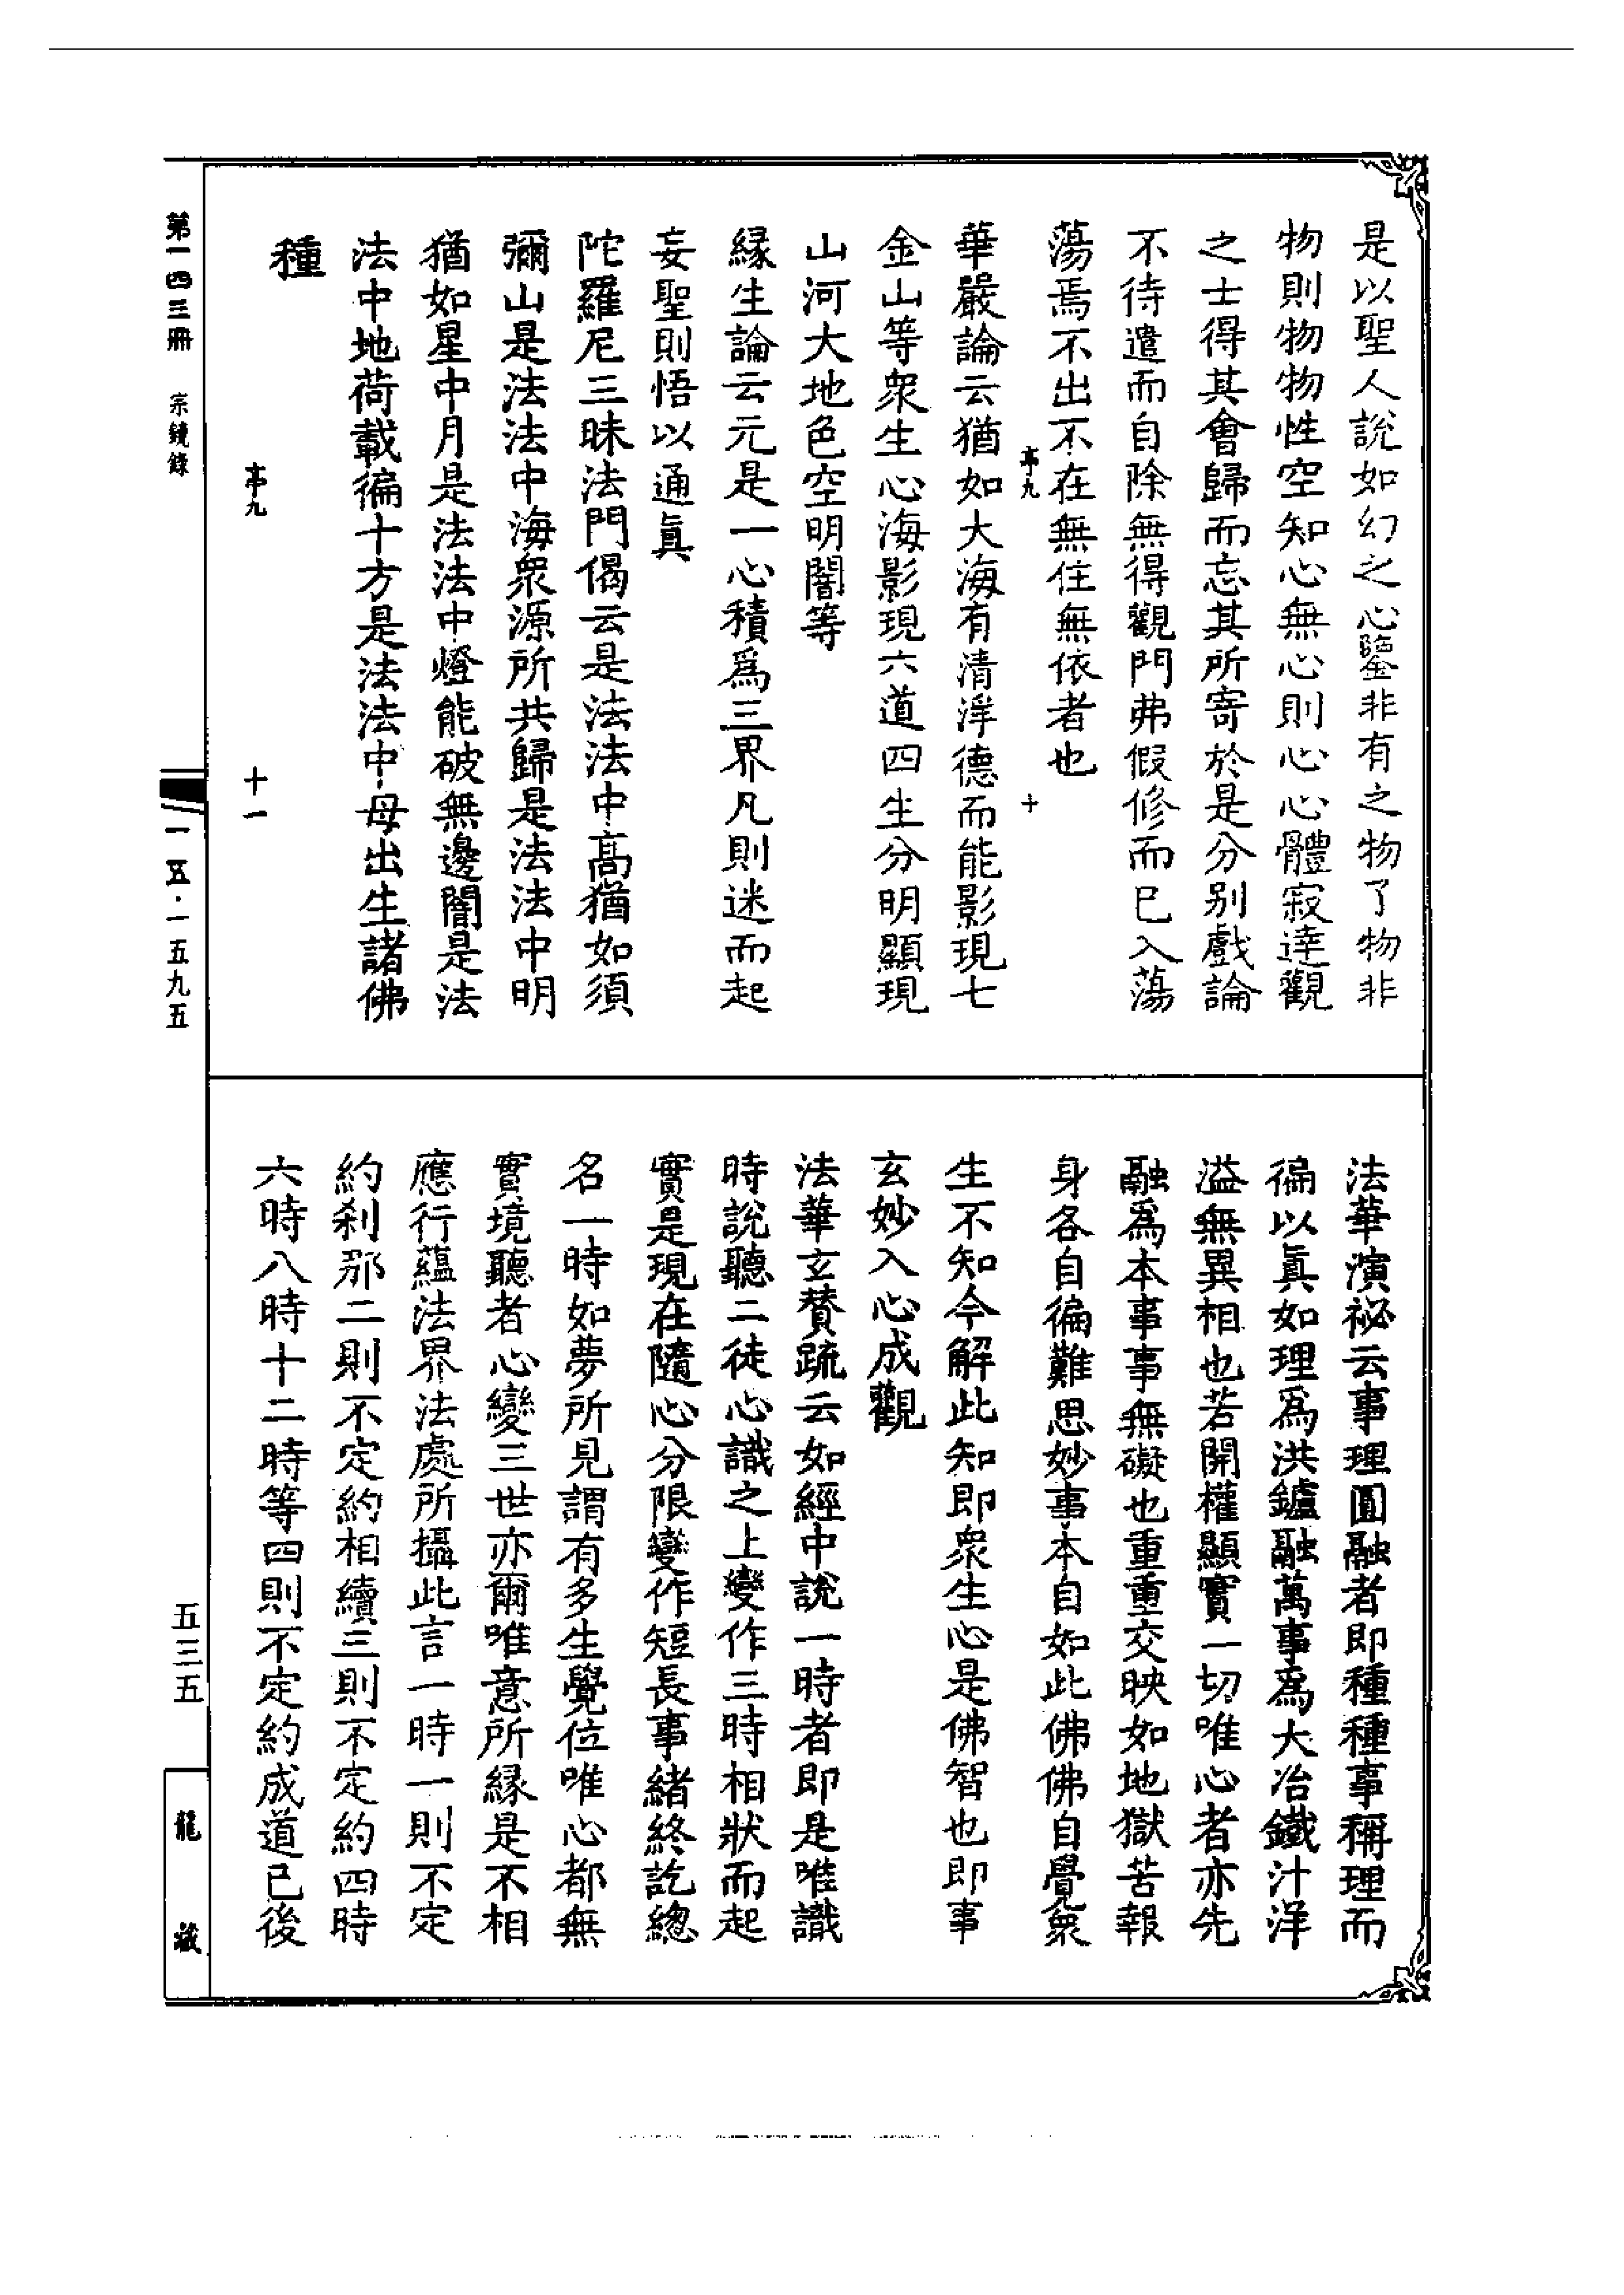 是以聖人說如幻之心鑒非有之物了物非
物則物物性空知心無心則心心體寂達觀
之士得其會歸而忘其所寄於是分别戲論
不待遣而自除無得觀門弗假修而已入蕩
蕩焉不出不在無住無依者也
亭九
十
華嚴論云猶如大海有清淨德而能影現七
金山等衆生心海影現六道四生分明顯現
山河大地色空明闇等
緣生論云元是一心積爲三界凡則迷而起
妄聖則悟以通眞
陀羅尼三昧法門偈云是法法中高猶如須
彌山是法法中海衆源所共歸是法法中明
猶如星中月是法法中燈能破無邊闇是法
法中地荷載徧十方是法法中母出生諸佛
種
亭九
十一
法華演祕云事理圓融者即種種事稱理而
徧以眞如理爲洪鑪融萬事爲大冶鐵汁洋
溢無異相也若開權顯實一切唯心者亦先
融爲本事事無礙也重重交映如地獄苦報
身各自徧難思妙事本自如此佛佛自覺衆
生不知今解此知即衆生心是佛智也即事
玄妙入心成觀
法華玄贊疏云如經中說一時者即是唯識
時說聽二徒心識之上變作三時相狀而起
實是現在隨心分限變作短長事緒終訖總
名一時如夢所見謂有多生覺位唯心都無
實境聽者心變三世亦爾唯意所緣是不相
應行蘊法界法處所攝此言一時一則不定
約刹那二則不定約相續三則不定約四時
六時八時十二時等四則不定約成道已後
第一四三冊
宗鏡錄
一五·一五九五
五三五
龍藏